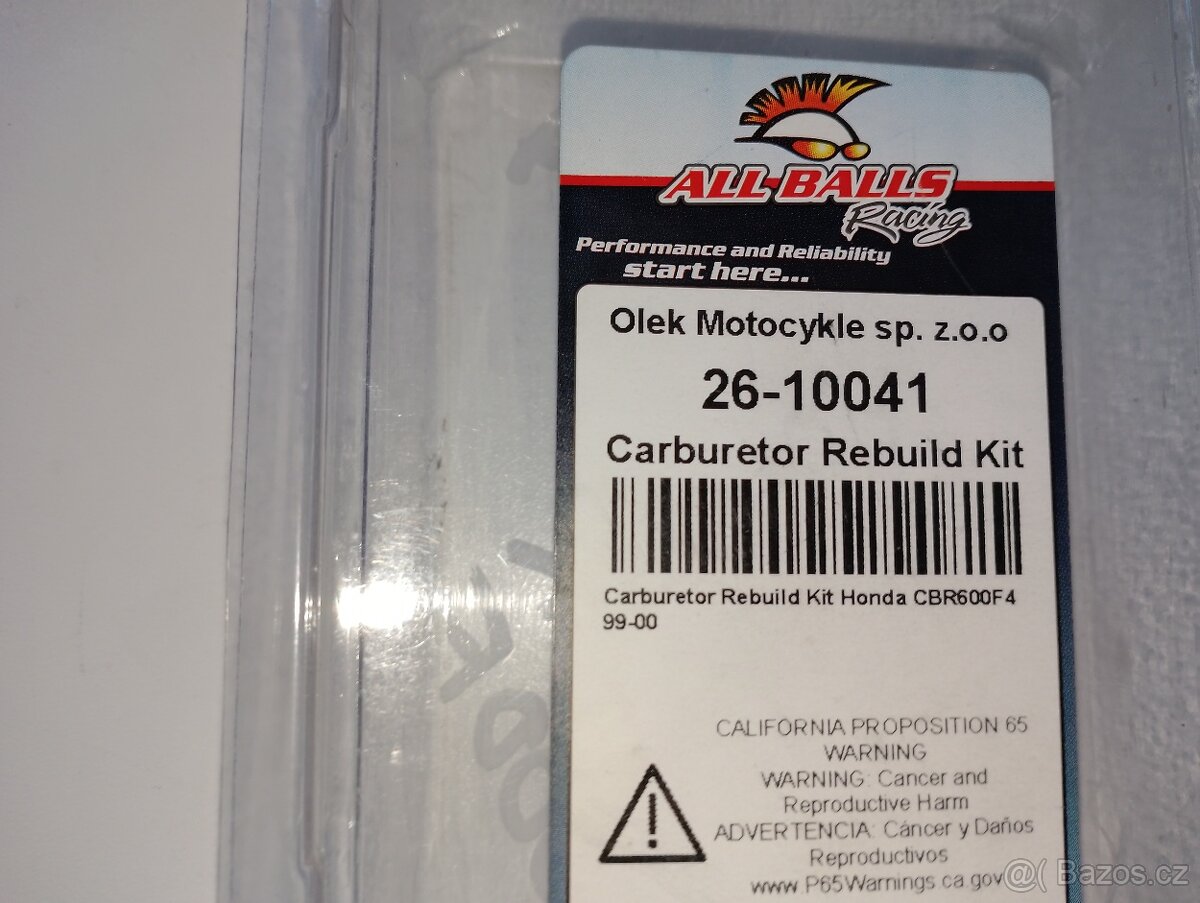 ALL BALLS
Racing
Performance and Reliability
start here...
Olek Motocykle sp. z.o.o
26-10041
Carburetor Rebuild Kit
Carburetor Rebuild Kit Honda CBR600F4
99-00
CALIFORNIA PROPOSITION 65
WARNING
WARNING: Cancer and
Reproductive Harm
ADVERTENCIA: Cáncer y Daños
Reproductivos
www.P65Warnings.ca.gov
Bazos.cz